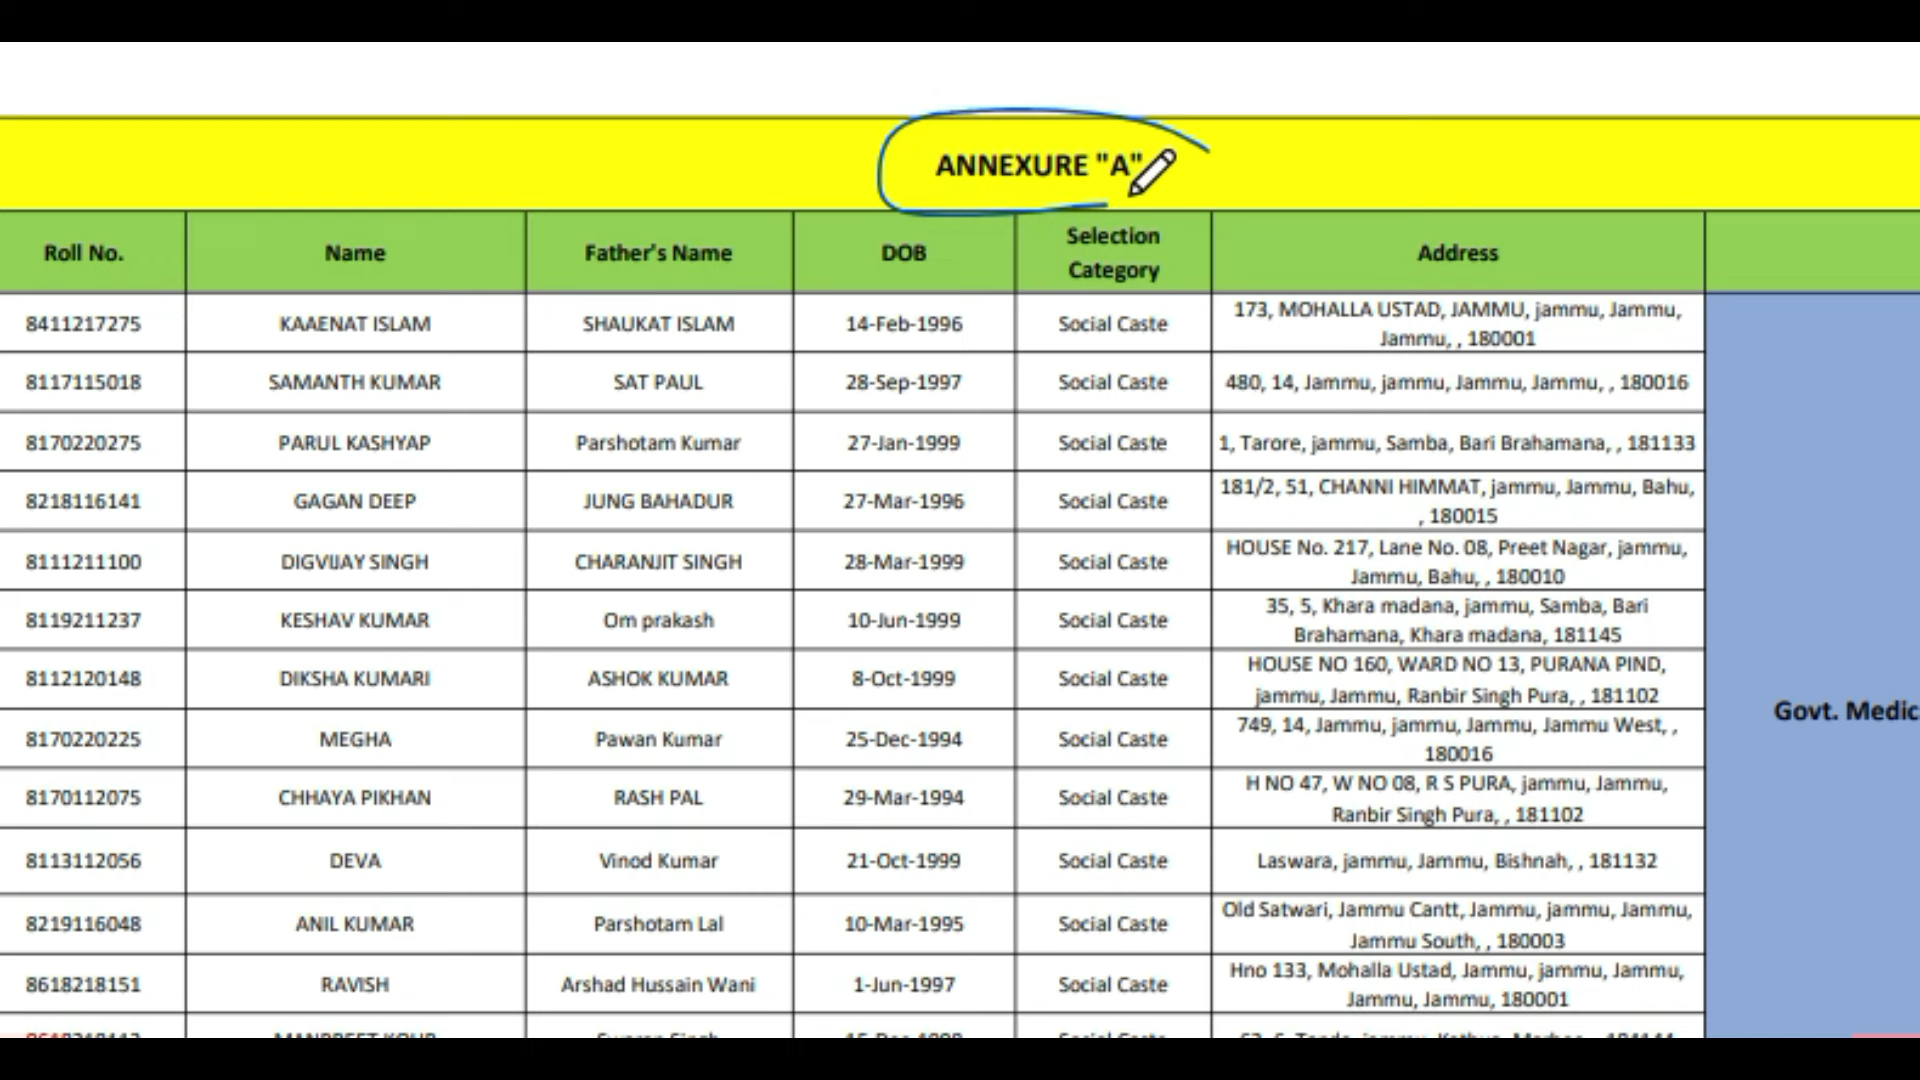 ANNEXURE "A"
Roll No. Name Father's Name DOB Selection Category Address
8411217275 KAAENAT ISLAM SHAUKAT ISLAM 14-Feb-1996 Social Caste 173, MOHALLA USTAD, JAMMU, jammu, Jammu,
Jammu, , 180001
8117115018 SAMANTH KUMAR SAT PAUL 28-Sep-1997 Social Caste 480, 14, Jammu, jammu, Jammu, Jammu, , 180016
8170220275 PARUL KASHYAP Parshotam Kumar 27-Jan-1999 Social Caste 1, Tarore, jammu, Samba, Bari Brahamana, , 181133
8218116141 GAGAN DEEP JUNG BAHADUR 27-Mar-1996 Social Caste 181/2, 51, CHANNI HIMMAT, jammu, Jammu, Bahu,
, 180015
8111211100 DIGVIJAY SINGH CHARANJIT SINGH 28-Mar-1999 Social Caste HOUSE No. 217, Lane No. 08, Preet Nagar, jammu,
Jammu, Bahu, , 180010
8119211237 KESHAV KUMAR Om prakash 10-Jun-1999 Social Caste 35, 5, Khara madana, jammu, Samba, Bari
Brahamana, Khara madana, 181145
8112120148 DIKSHA KUMARI ASHOK KUMAR 8-Oct-1999 Social Caste HOUSE NO 160, WARD NO 13, PURANA PIND,
jammu, Jammu, Ranbir Singh Pura, , 181102
Govt. Medic
8170220225 MEGHA Pawan Kumar 25-Dec-1994 Social Caste 749, 14, Jammu, jammu, Jammu, Jammu West, ,
180016
8170112075 CHHAYA PIKHAN RASH PAL 29-Mar-1994 Social Caste H NO 47, W NO 08, R S PURA, jammu, Jammu,
Ranbir Singh Pura, , 181102
8113112056 DEVA Vinod Kumar 21-Oct-1999 Social Caste Laswara, jammu, Jammu, Bishnah, , 181132
8219116048 ANIL KUMAR Parshotam Lal 10-Mar-1995 Social Caste Old Satwari, Jammu Cantt, Jammu, jammu, Jammu,
Jammu South, , 180003
8618218151 RAVISH Arshad Hussain Wani 1-Jun-1997 Social Caste Hno 133, Mohalla Ustad, Jammu, jammu, Jammu,
Jammu, Jammu, 180001